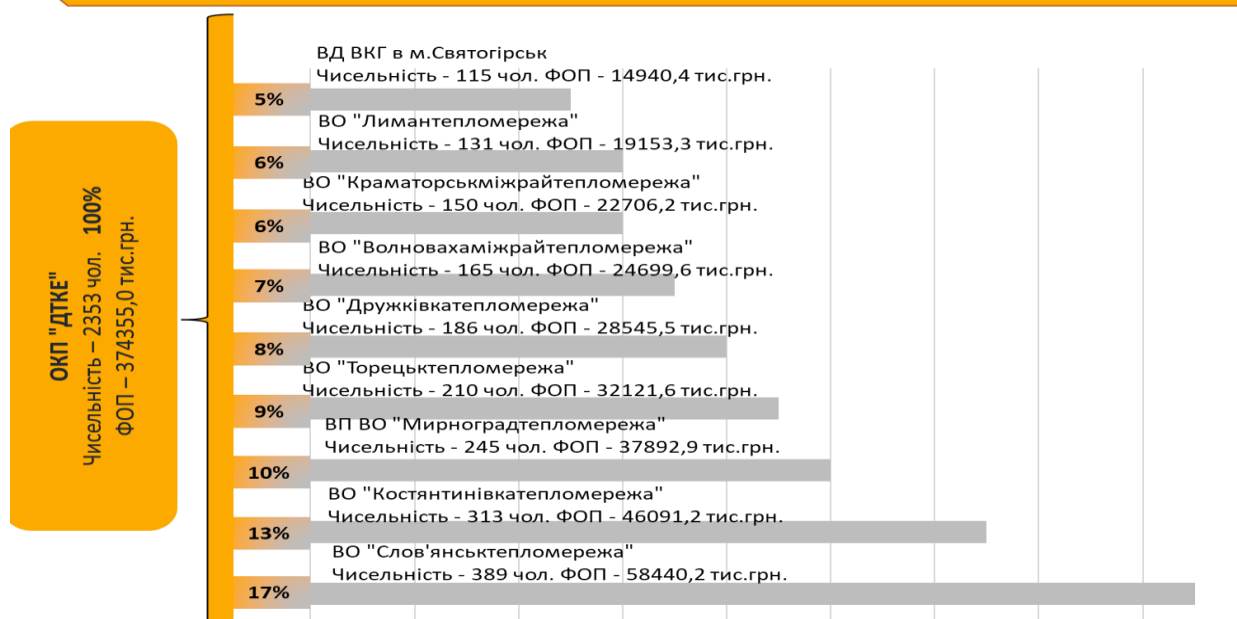 ОКП "ДТКЕ"
Чисельність – 2353 чол. 100%
ФОП – 374355,0 тис.грн.
ВД ВКГ в м.Святогірськ
Чисельність - 115 чол. ФОП - 14940,4 тис.грн.
5%
ВО "Лимантепломережа"
Чисельність - 131 чол. ФОП - 19153,3 тис.грн.
6%
ВО "Краматорськміжрайтепломережа"
Чисельність - 150 чол. ФОП - 22706,2 тис.грн.
6%
ВО "Волновахаміжрайтепломережа"
Чисельність - 165 чол. ФОП - 24699,6 тис.грн.
7%
ВО "Дружківкатепломережа"
Чисельність - 186 чол. ФОП - 28545,5 тис.грн.
8%
ВО "Торецьктепломережа"
Чисельність - 210 чол. ФОП - 32121,6 тис.грн.
9%
ВП ВО "Мирноградтепломережа"
Чисельність - 245 чол. ФОП - 37892,9 тис.грн.
10%
ВО "Костянтинівкатепломережа"
Чисельність - 313 чол. ФОП - 46091,2 тис.грн.
13%
ВО "Слов'янськтепломережа"
Чисельність - 389 чол. ФОП - 58440,2 тис.грн.
17%